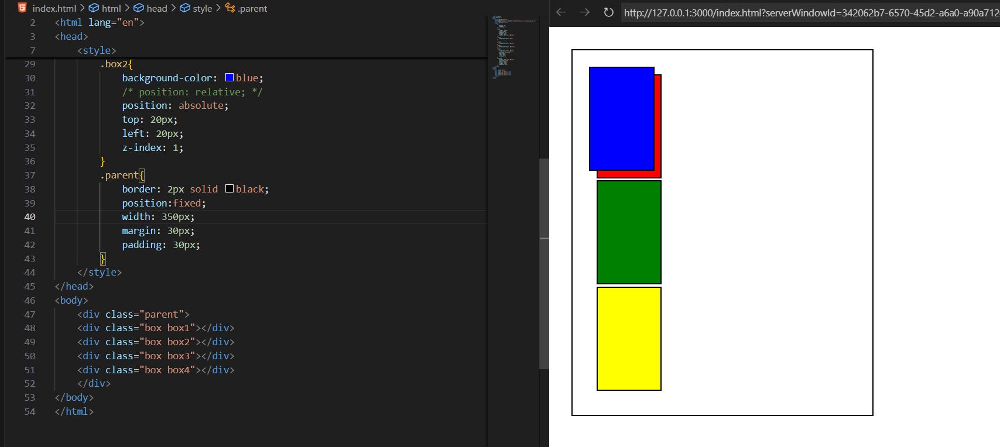 index.html > html > head > style > .parent
http://127.0.0.1:3000/index.html?serverWindowId=342062b7-6570-45d2-a6a0-a90a712
2 <html lang="en">
3 <head>
7 <style>
29 .box2{
30 background-color: blue;
31 /* position: relative; */
32 position: absolute;
33 top: 20px;
34 left: 20px;
35 z-index: 1;
36 }
37 .parent{
38 border: 2px solid black;
39 position:fixed;
40 width: 350px;
41 margin: 30px;
42 padding: 30px;
43 }
44 </style>
45 </head>
46 <body>
47 <div class="parent">
48 <div class="box box1"></div>
49 <div class="box box2"></div>
50 <div class="box box3"></div>
51 <div class="box box4"></div>
52 </div>
53 </body>
54 </html>